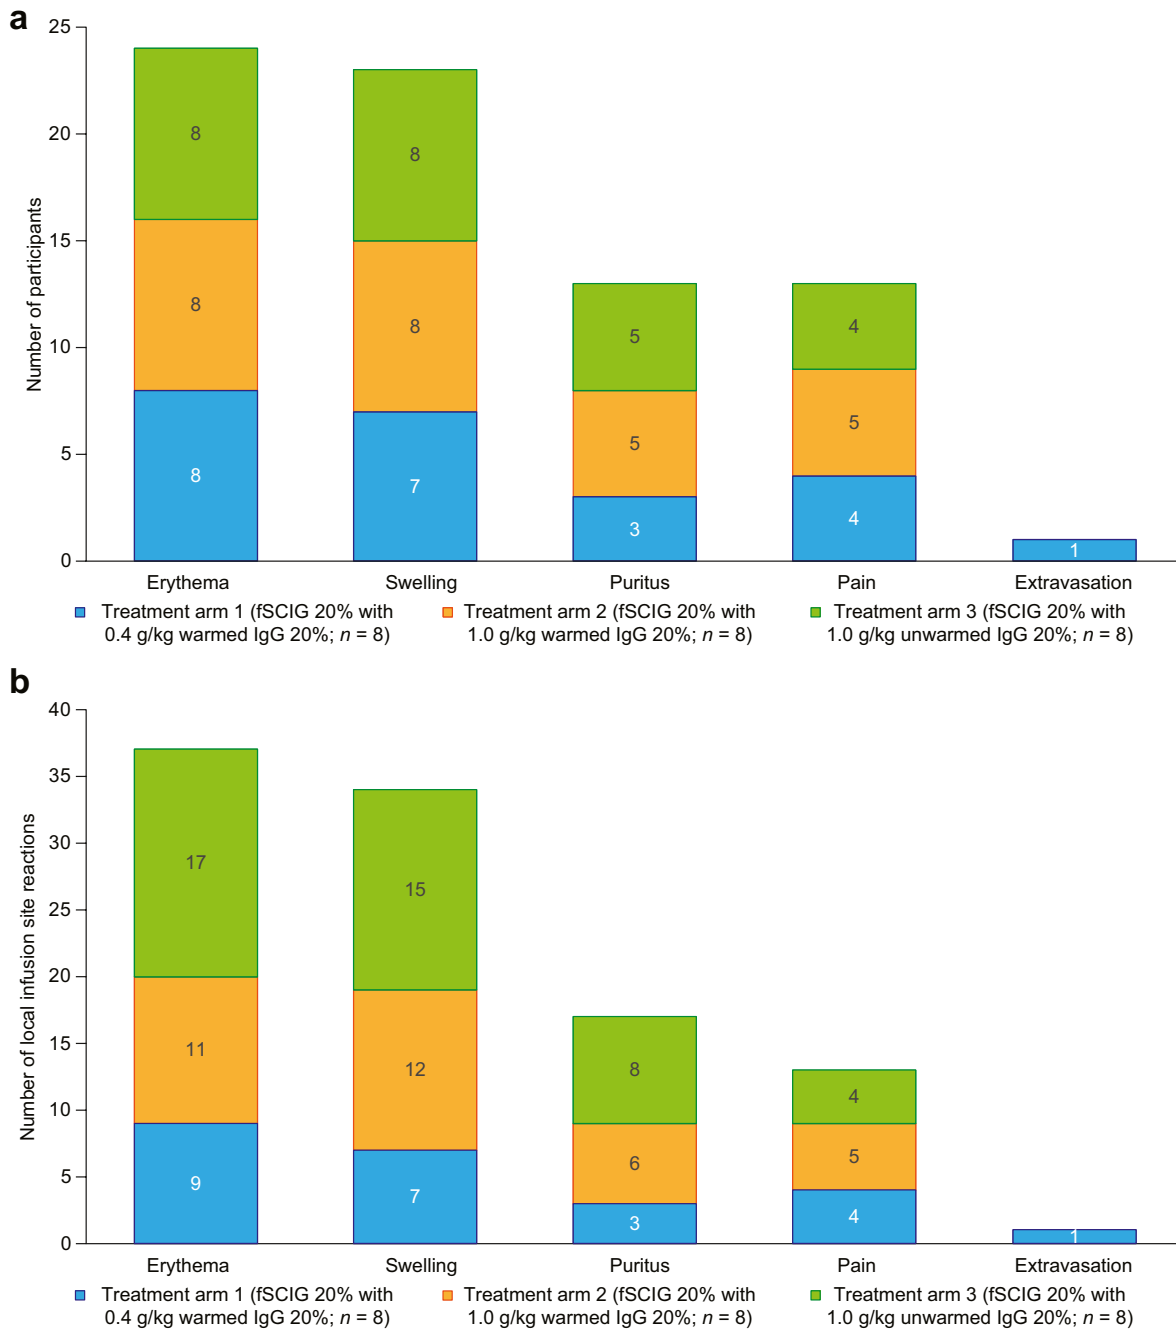 a
25
20
15
10
5
0
Number of participants
8
8
8
8
8
7
5
5
3
4
5
4
1
Erythema
Swelling
Puritus
Pain
Extravasation
Treatment arm 1 (fSCIG 20% with
0.4 g/kg warmed IgG 20%; n = 8)
Treatment arm 2 (fSCIG 20% with
1.0 g/kg warmed IgG 20%; n = 8)
Treatment arm 3 (fSCIG 20% with
1.0 g/kg unwarmed IgG 20%; n = 8)
b
40
35
30
25
20
15
10
5
0
Number of local infusion site reactions
17
11
9
15
12
7
8
6
3
4
5
4
1
Erythema
Swelling
Puritus
Pain
Extravasation
Treatment arm 1 (fSCIG 20% with
0.4 g/kg warmed IgG 20%; n = 8)
Treatment arm 2 (fSCIG 20% with
1.0 g/kg warmed IgG 20%; n = 8)
Treatment arm 3 (fSCIG 20% with
1.0 g/kg unwarmed IgG 20%; n = 8)